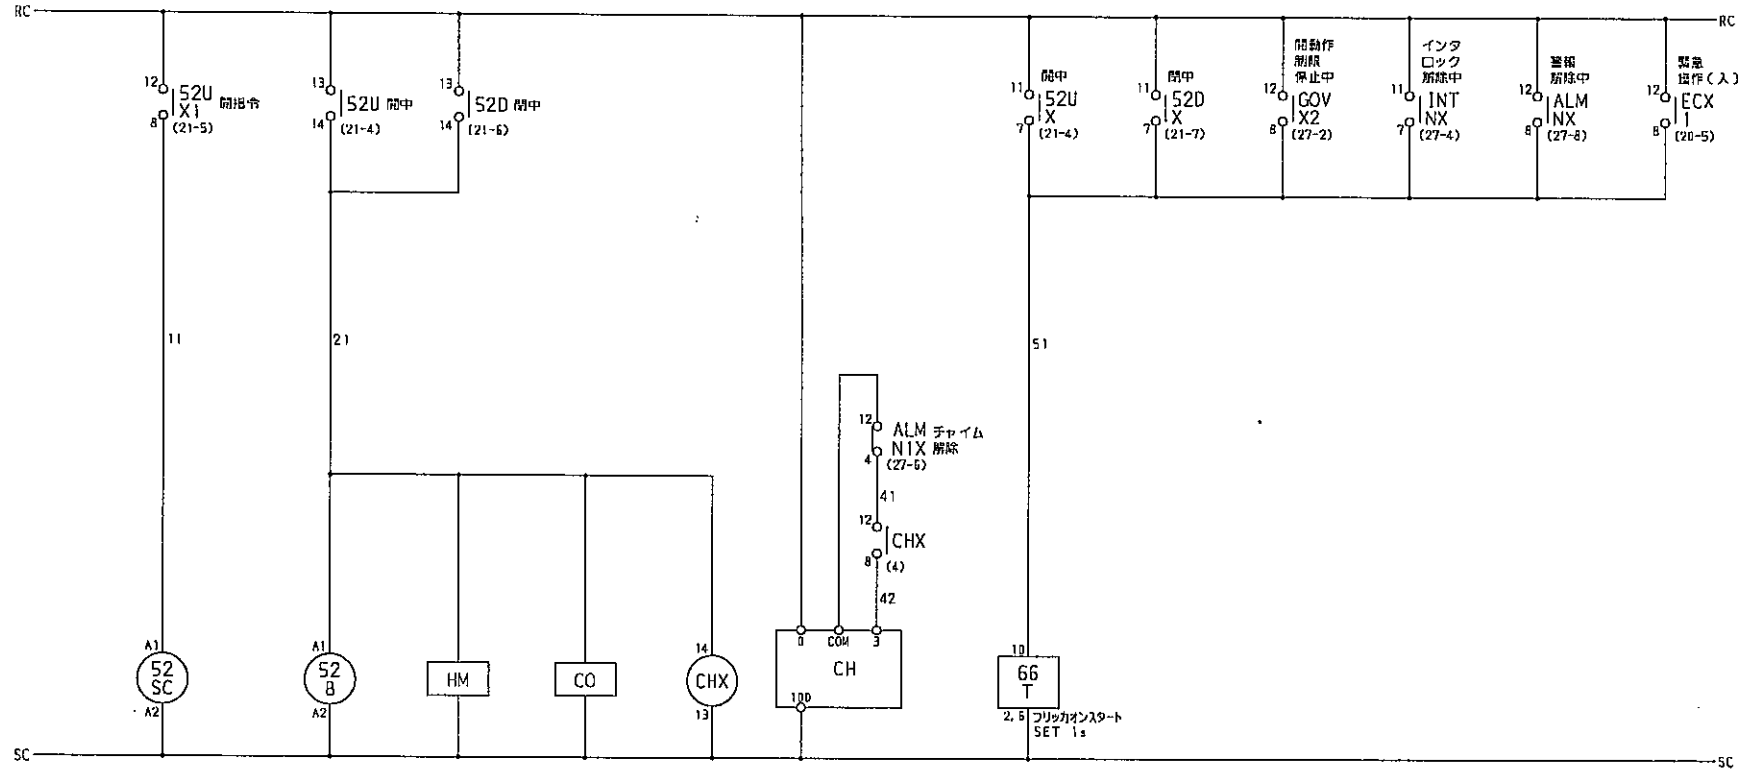 RC
RC
12
52U
X1
開指令
8
(21-5)
13
52U 開中
14
(21-4)
13
52D 閉中
14
(21-6)
開中
11
52U
X
7
(21-4)
閉中
11
52D
X
7
(21-7)
開動作
制限
停止中
12
GOV
X2
8
(27-2)
インタ
ロック
解除中
11
INT
NX
7
(27-4)
警報
解除中
12
ALM
NX
8
(27-8)
緊急
操作(入)
12
ECX
1
8
(20-5)
11
21
51
12
ALM チャイム
N1X 解除
4
(27-6)
41
12
CHX
8
(4)
42
A1
52
SC
A2
A1
52
B
A2
HM
CO
14
CHX
13
0
COM
3
CH
100
10
66
T
2, 6 フリッカオンスタート
SET 1s
SC
SC